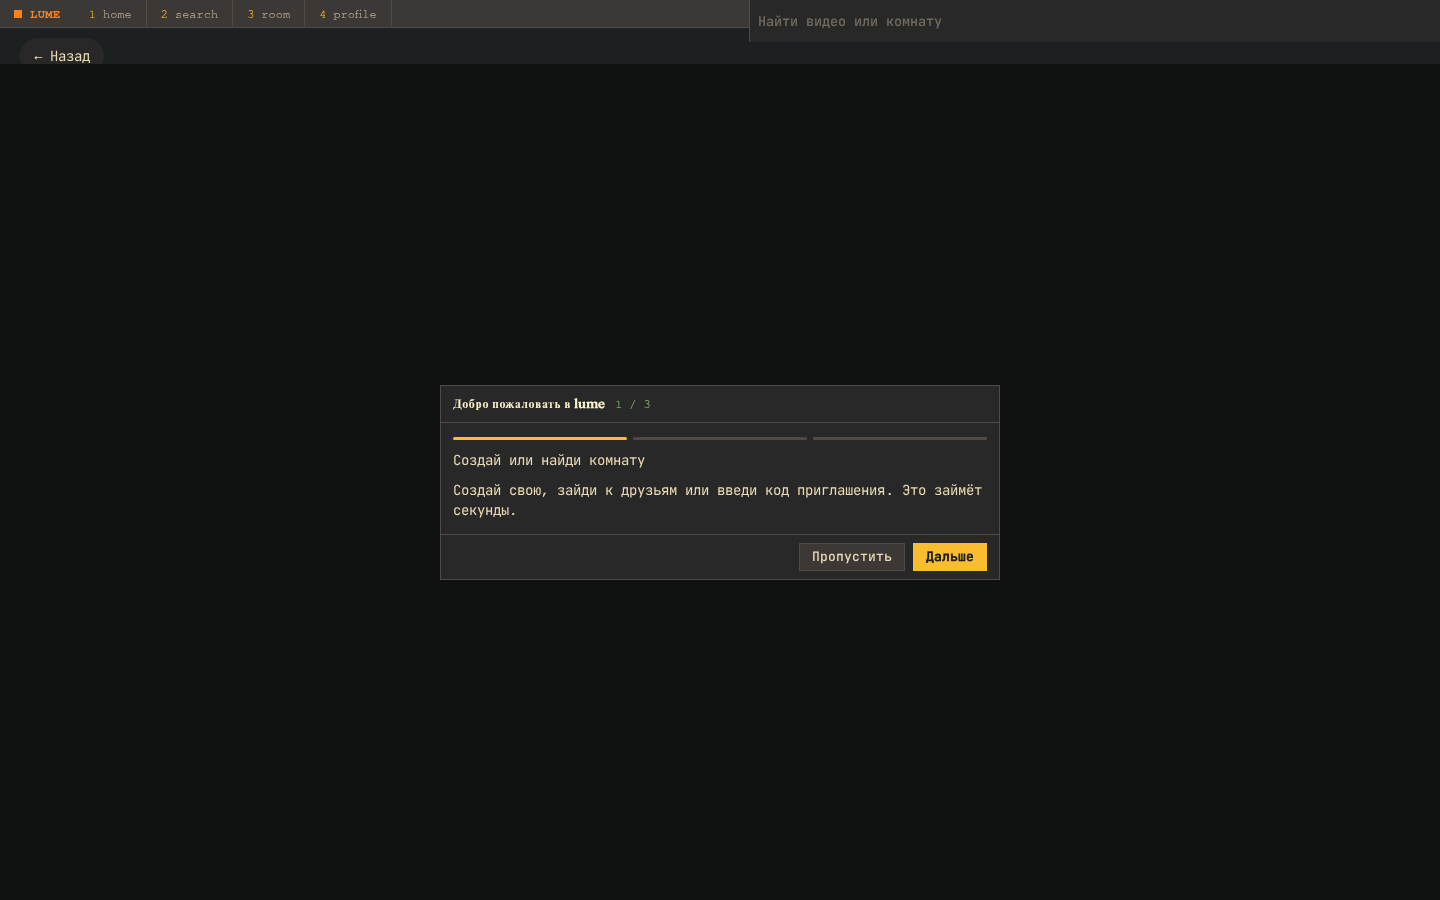 LUME 1 home 2 search 3 room 4 profile Найти видео или комнату
← Назад
Добро пожаловать в lume 1 / 3
Создай или найди комнату
Создай свою, зайди к друзьям или введи код приглашения. Это займёт
секунды.
Пропустить Дальше